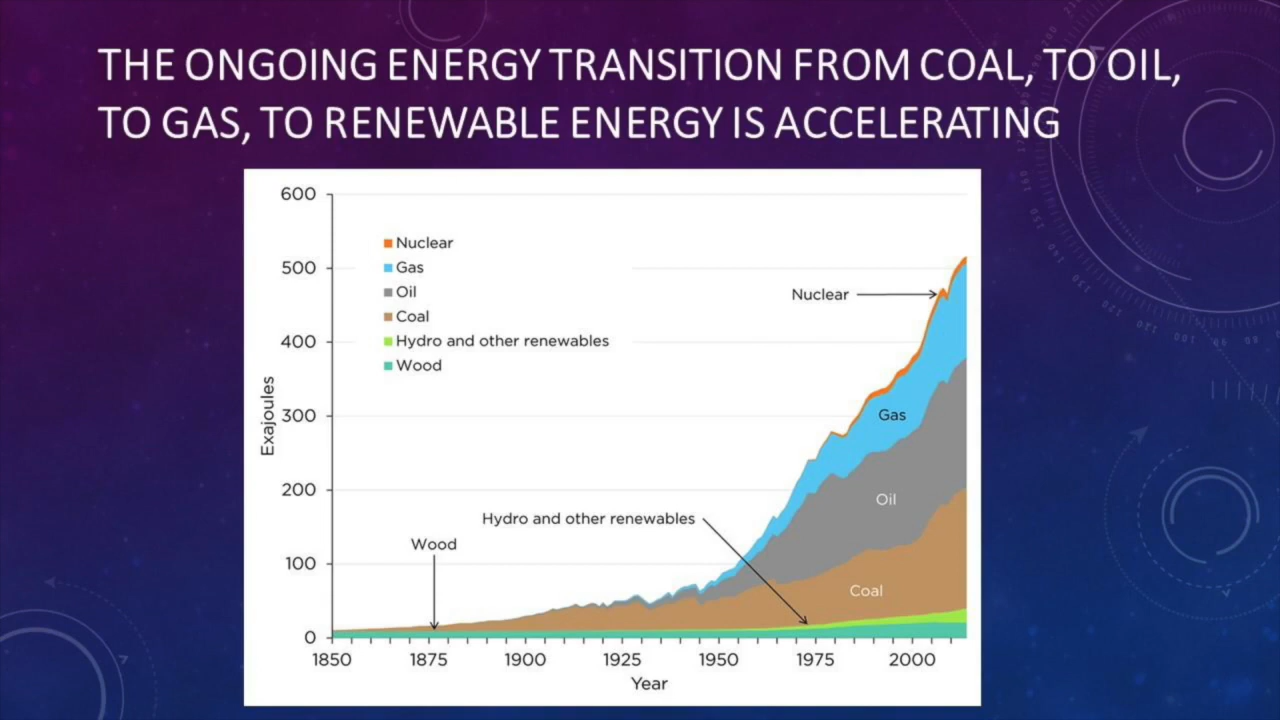 THE ONGOING ENERGY TRANSITION FROM COAL, TO OIL,
TO GAS, TO RENEWABLE ENERGY IS ACCELERATING
600
500
400
300
200
100
0
Exajoules
Nuclear
Gas
Oil
Coal
Hydro and other renewables
Wood
Nuclear
Gas
Oil
Hydro and other renewables
Wood
Coal
1850
1875
1900
1925
1950
1975
2000
Year